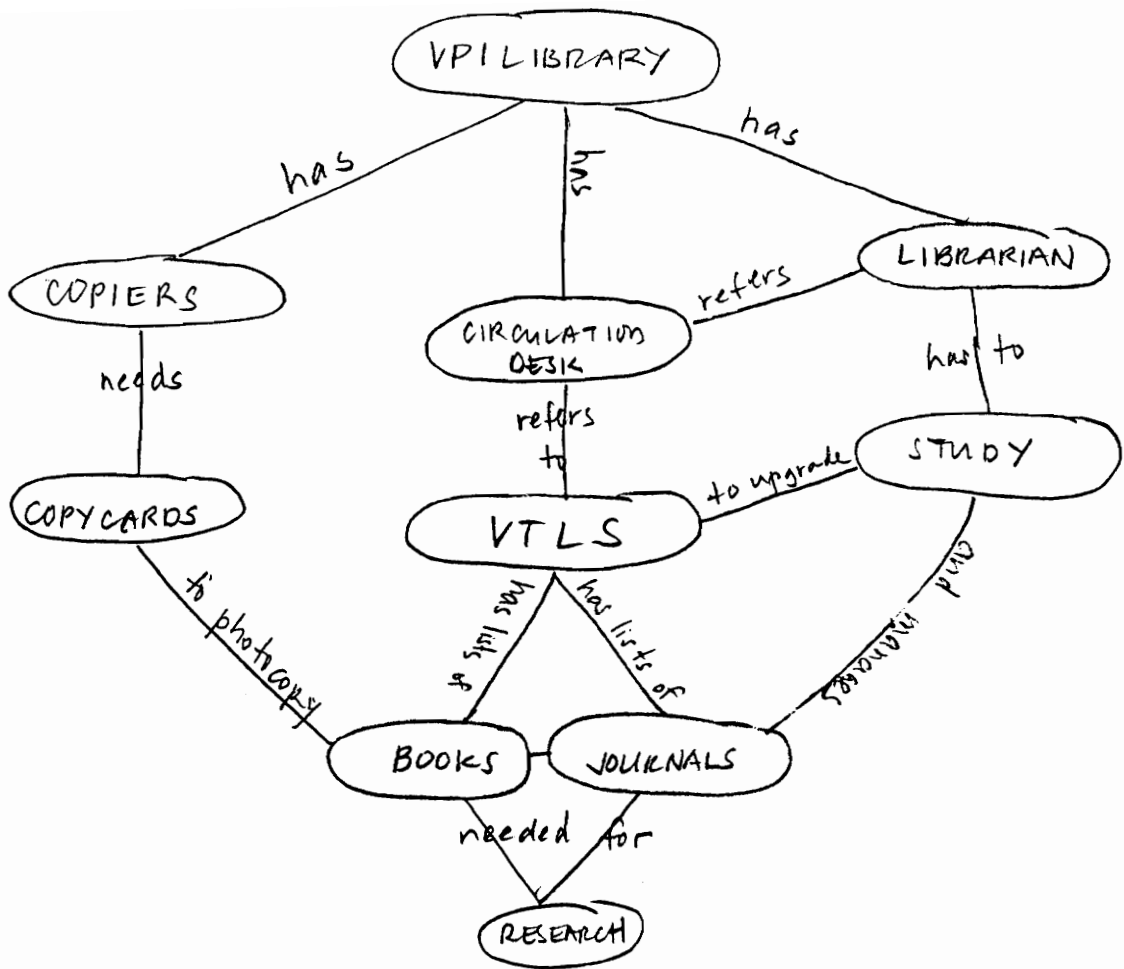 VPI LIBRARY
has
has
has
COPIERS
CIRCULATION
DESK
refers
LIBRARIAN
needs
refers
to
has to
COPYCARDS
VTLS
to upgrade
STUDY
to photocopy
has lists of
has lists of
and manages
BOOKS
JOURNALS
needed for
RESEARCH